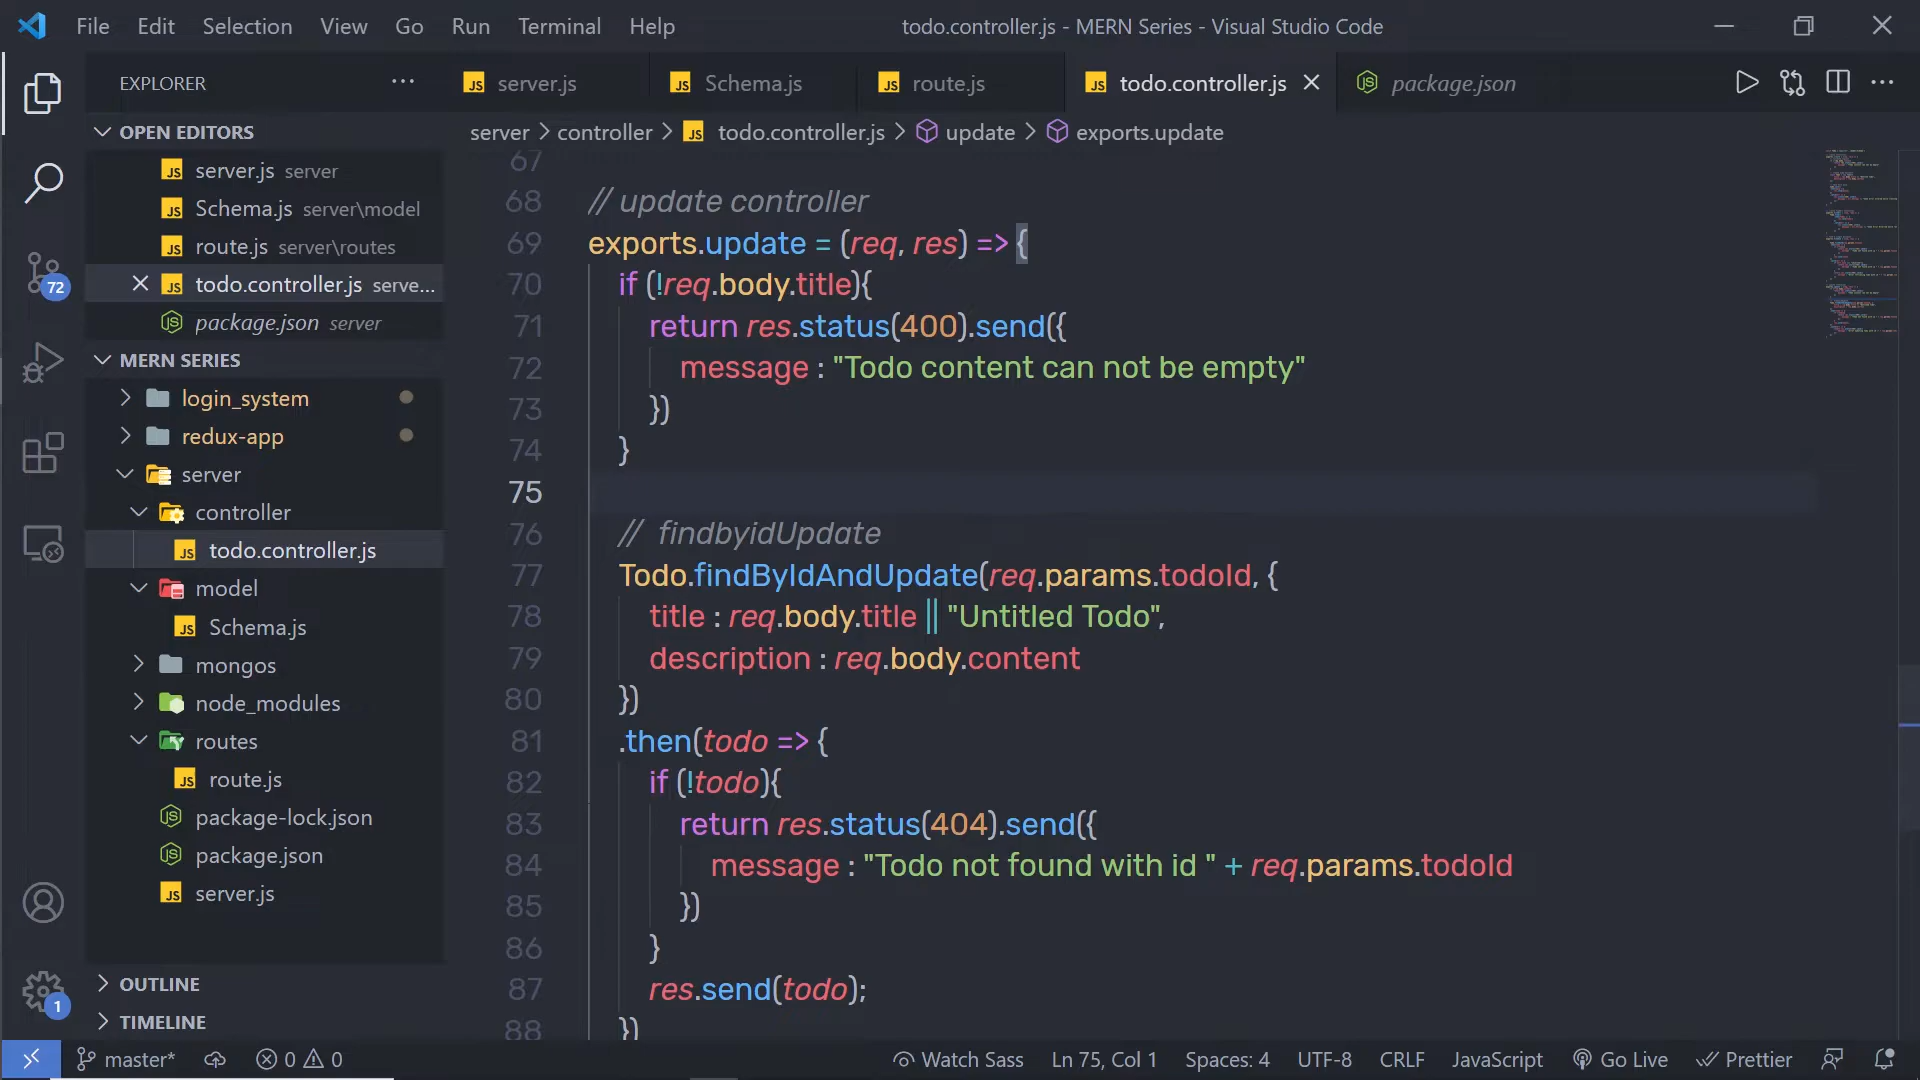 File Edit Selection View Go Run Terminal Help
todo.controller.js - MERN Series - Visual Studio Code
EXPLORER
server.js
Schema.js
route.js
todo.controller.js
package.json
server > controller > todo.controller.js > update > exports.update
OPEN EDITORS
server.js server
Schema.js server\model
route.js server\routes
todo.controller.js serve...
package.json server
MERN SERIES
login_system
redux-app
server
controller
todo.controller.js
model
Schema.js
mongos
node_modules
routes
route.js
package-lock.json
package.json
server.js
OUTLINE
TIMELINE
72
1
67
68 // update controller
69 exports.update = (req, res) => {
70 if (!req.body.title){
71 return res.status(400).send({
72 message : "Todo content can not be empty"
73 })
74 }
75
76 // findbyidUpdate
77 Todo.findByIdAndUpdate(req.params.todoId, {
78 title : req.body.title || "Untitled Todo",
79 description : req.body.content
80 })
81 .then(todo => {
82 if (!todo){
83 return res.status(404).send({
84 message : "Todo not found with id " + req.params.todoId
85 })
86 }
87 res.send(todo);
88 })
master* 0 0 Watch Sass Ln 75, Col 1 Spaces: 4 UTF-8 CRLF JavaScript Go Live Prettier